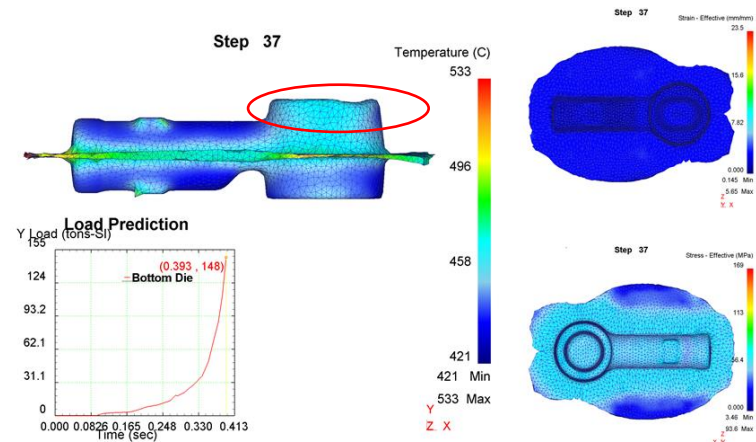 Step 37
Temperature (C)
533
496
458
421
421 Min
533 Max
Y
Z X
Load Prediction
Y Load (tons-SI)
155
124
93.2
62.1
31.1
0
(0.393 , 148)
Bottom Die
0.000 0.0826 0.165 0.248 0.330 0.413
Time (sec)
Step 37
Strain - Effective (mm/mm)
23.5
15.6
7.82
0.000
0.145 Min
5.65 Max
Z
Y X
Step 37
Stress - Effective (MPa)
169
113
56.4
0.000
3.46 Min
93.6 Max
Z
Y X